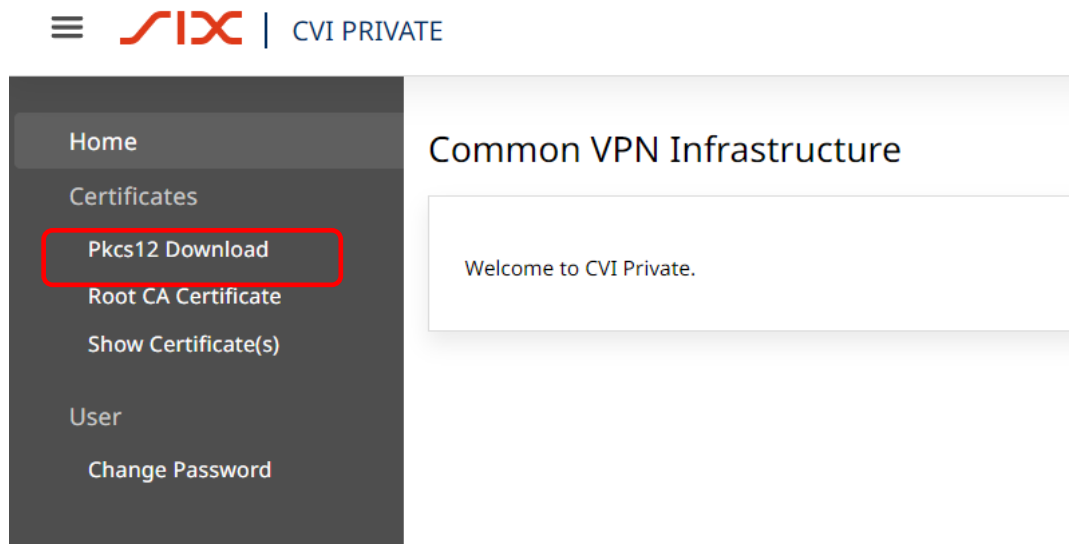 SIX | CVI PRIVATE
Home
Certificates
Pkcs12 Download
Root CA Certificate
Show Certificate(s)
User
Change Password
Common VPN Infrastructure
Welcome to CVI Private.